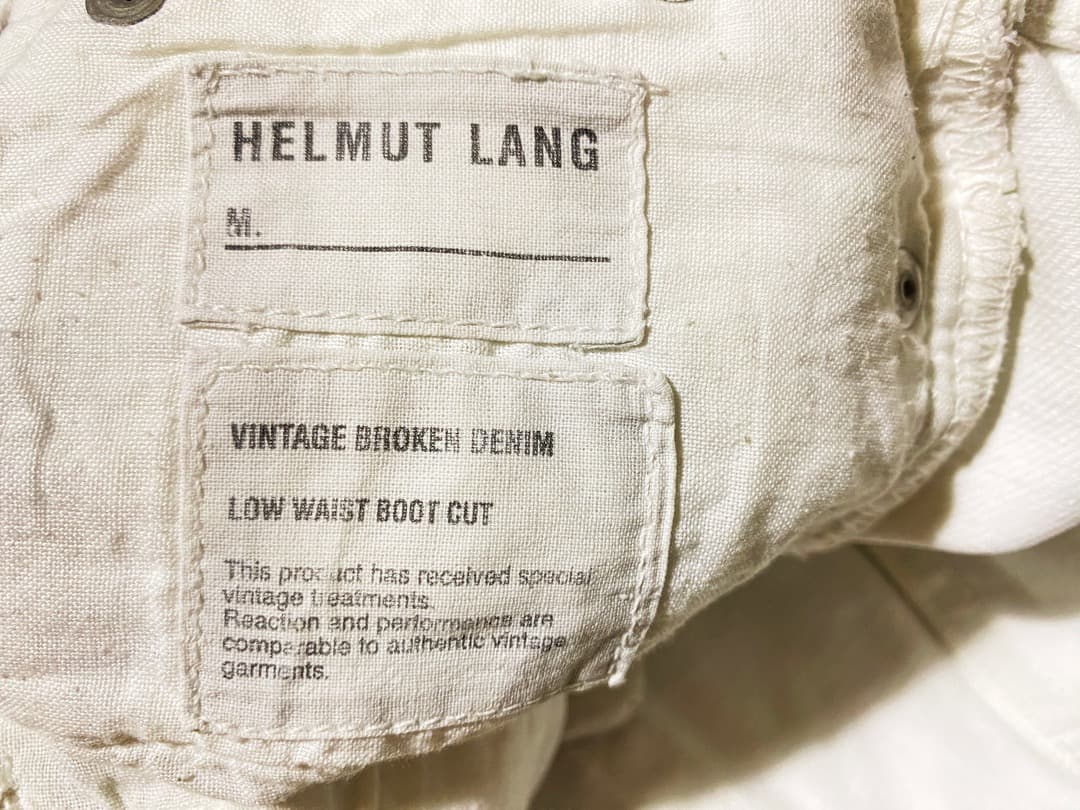 HELMUT LANG
M.
VINTAGE BROKEN DENIM
LOW WAIST BOOT CUT
This product has received special
vintage treatments.
Reaction and performance are
comparable to authentic vintage
garments.